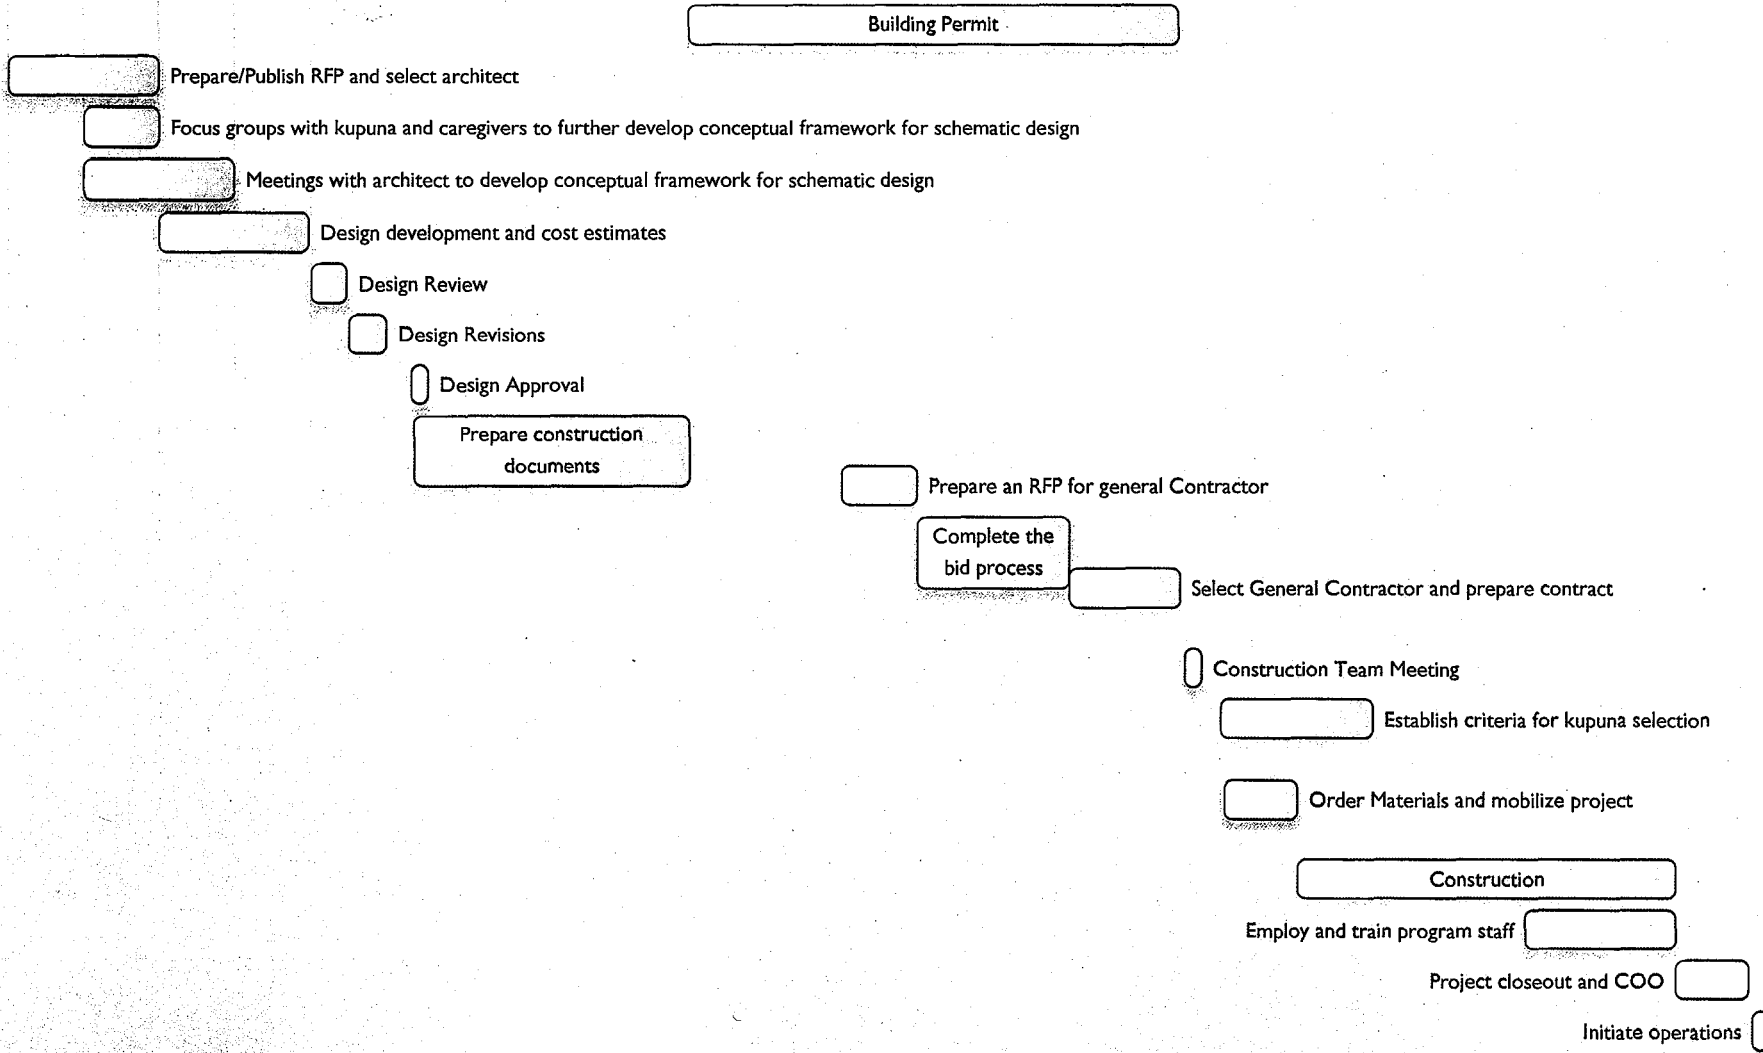 Building Permit
Prepare/Publish RFP and select architect
Focus groups with kupuna and caregivers to further develop conceptual framework for schematic design
Meetings with architect to develop conceptual framework for schematic design
Design development and cost estimates
Design Review
Design Revisions
Design Approval
Prepare construction
documents
Prepare an RFP for general Contractor
Complete the
bid process
Select General Contractor and prepare contract
Construction Team Meeting
Establish criteria for kupuna selection
Order Materials and mobilize project
Construction
Employ and train program staff
Project closeout and COO
Initiate operations